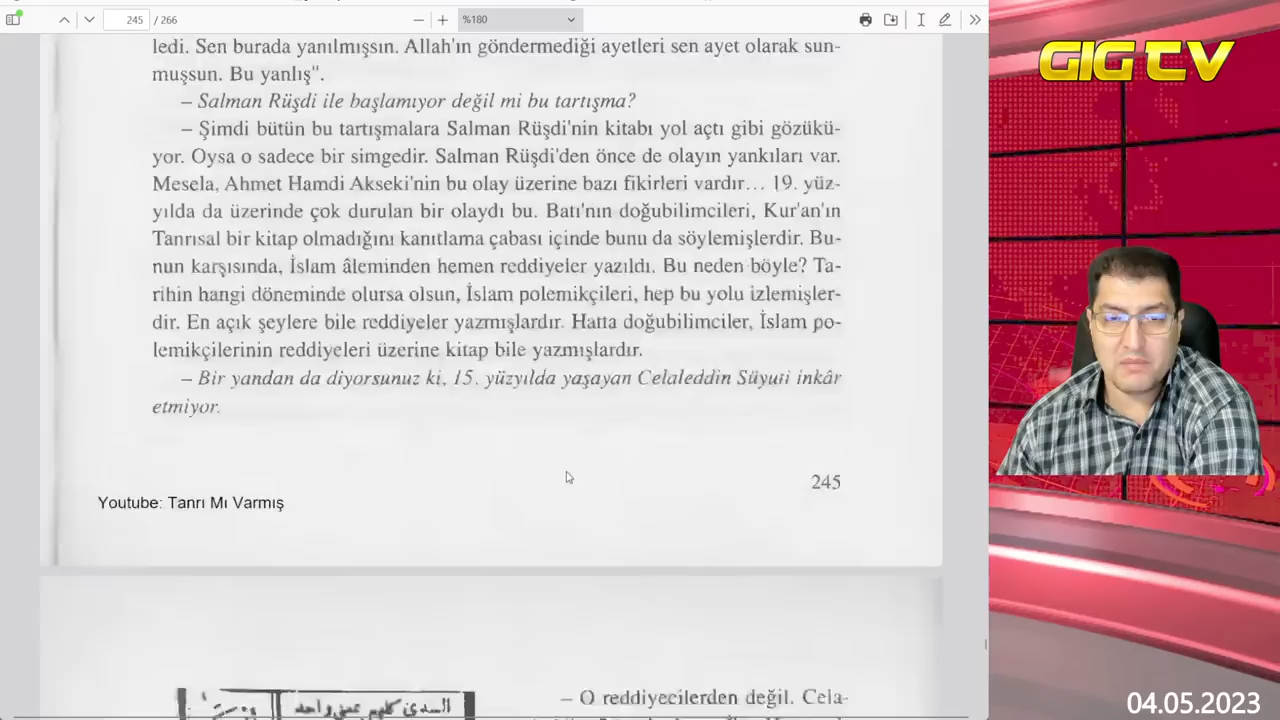 245 / 266
%180
ledi. Sen burada yanılmışsın. Allah'ın göndermediği ayetleri sen ayet olarak sun-
muşsun. Bu yanlış".
– Salman Rüşdi ile başlamıyor değil mi bu tartışma?
– Şimdi bütün bu tartışmalara Salman Rüşdi'nin kitabı yol açtı gibi gözükü-
yor. Oysa o sadece bir simgedir. Salman Rüşdi'den önce de olayın yankıları var.
Mesela, Ahmet Hamdi Akseki'nin bu olay üzerine bazı fikirleri vardır... 19. yüz-
yılda da üzerinde çok durulan bir olaydı bu. Batı'nın doğubilimcileri, Kur'an'ın
Tanrısal bir kitap olmadığını kanıtlama çabası içinde bunu da söylemişlerdir. Bu-
nun karşısında, İslam âleminden hemen reddiyeler yazıldı. Bu neden böyle? Ta-
rihin hangi döneminde olursa olsun, İslam polemikçileri, hep bu yolu izlemişler-
dir. En açık şeylere bile reddiyeler yazmışlardır. Hatta doğubilimciler, İslam po-
lemikçilerinin reddiyeleri üzerine kitap bile yazmışlardır.
– Bir yandan da diyorsunuz ki, 15. yüzyılda yaşayan Celaleddin Süyuti inkâr
etmiyor.
245
Youtube: Tanrı Mı Varmış
– O reddiyecilerden değil. Cela-
GIG TV
04.05.2023